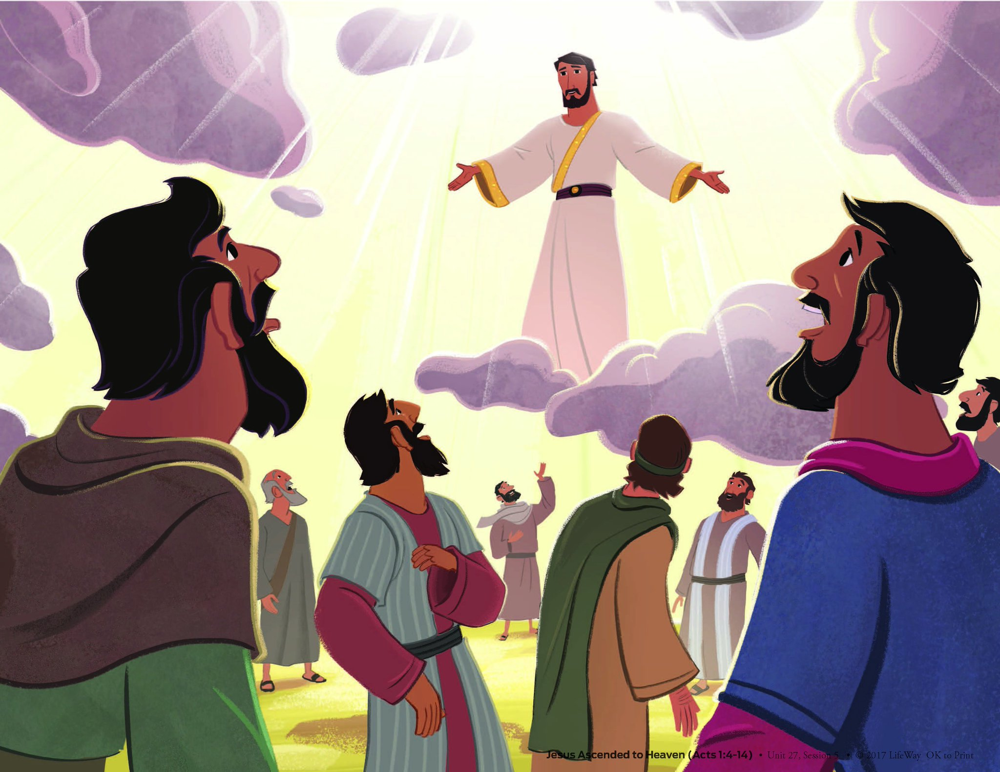 Jesus Ascended to Heaven (Acts 1:4-14) • Unit 27, Session 5 • © 2017 LifeWay OK to Print